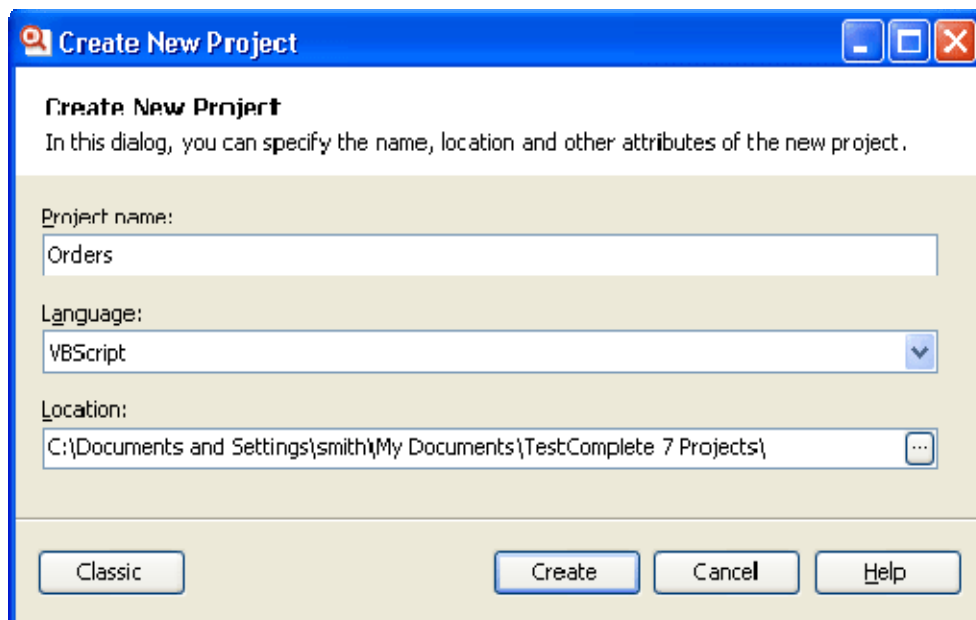 Create New Project
Create New Project
In this dialog, you can specify the name, location and other attributes of the new project.
Project name:
Orders
Language:
VBScript
Location:
C:\Documents and Settings\smith\My Documents\TestComplete 7 Projects\
...
Classic
Create
Cancel
Help